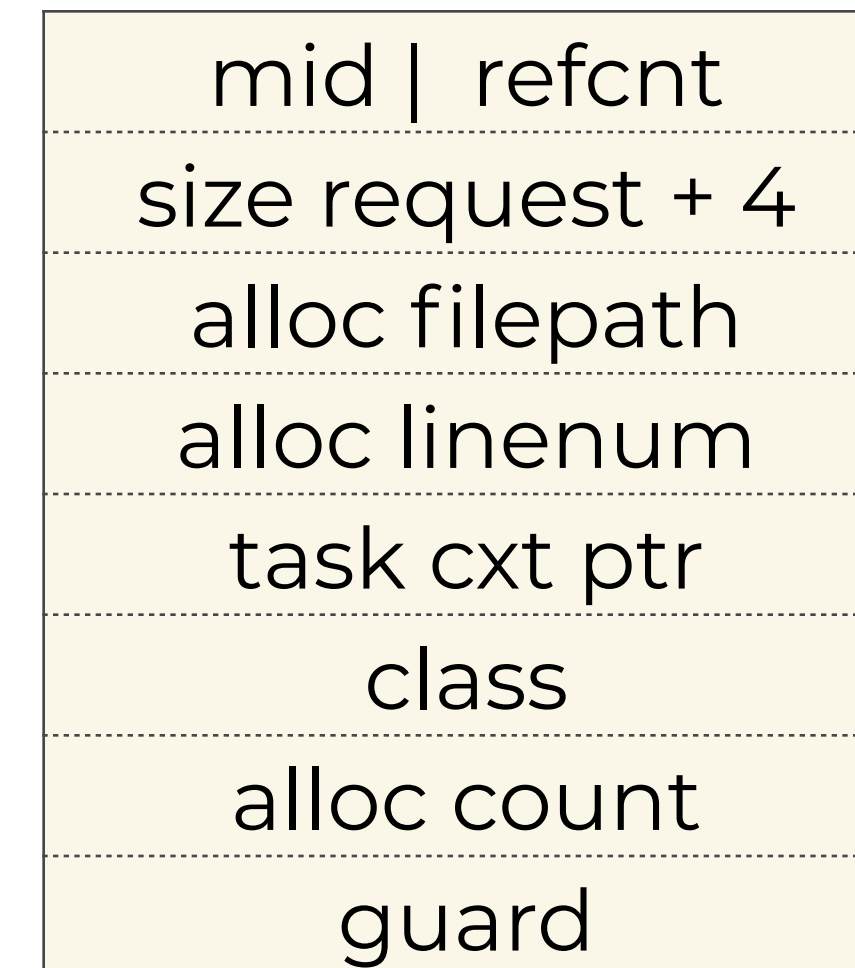 mid |  refcnt
size request + 4
alloc filepath
alloc linenum
task cxt ptr
class
alloc count
guard